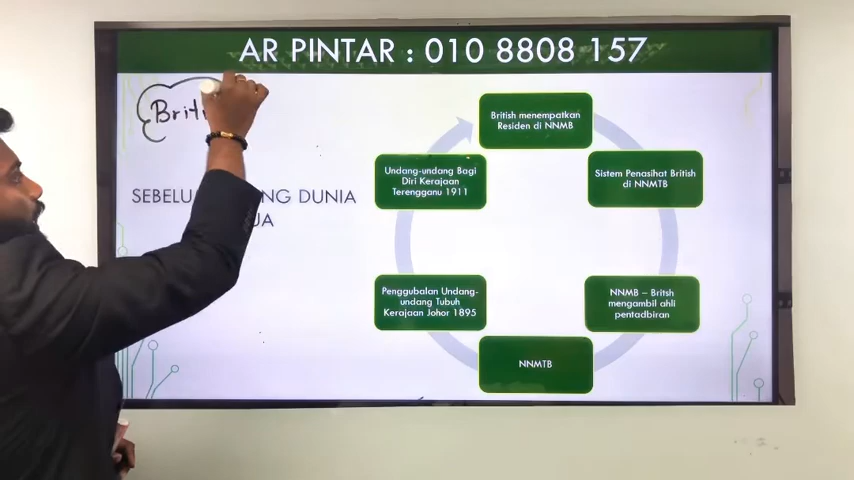 AR PINTAR : 010 8808 157
Briti
SEBELU NG DUNIA
UA
British menempatkan
Residen di NNMB
Sistem Penasihat British
di NNMTB
NNMB – Britsh
mengambil ahli
pentadbiran
NNMTB
Penggubalan Undang-
undang Tubuh
Kerajaan Johor 1895
Undang-undang Bagi
Diri Kerajaan
Terengganu 1911